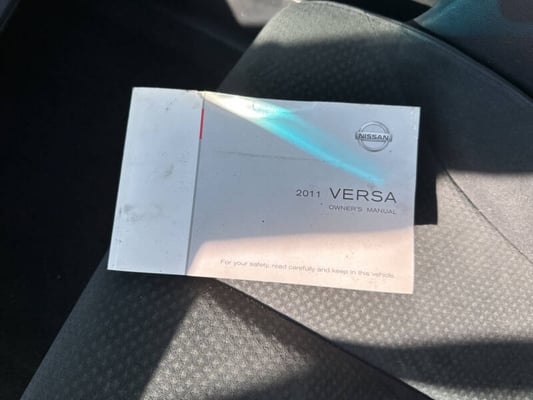 NISSAN
2011 VERSA
OWNER'S MANUAL
For your safety, read carefully and keep in this vehicle.